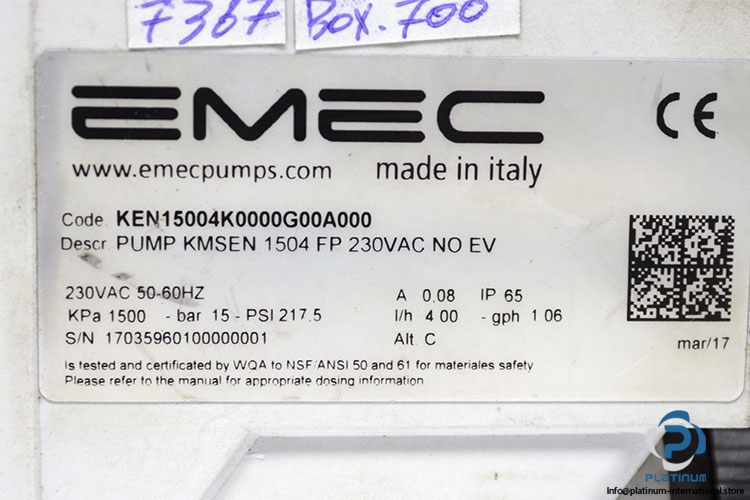 7367 Box.700
EMEC CE
www.emecpumps.com made in italy
Code. KEN15004K0000G00A000
Descr. PUMP KMSEN 1504 FP 230VAC NO EV
230VAC 50-60HZ A 0.08 IP 65
KPa 1500 - bar 15 - PSI 217.5 l/h 4.00 - gph 1.06
S/N 17035960100000001 Alt. C
mar/17
Is tested and certificated by WQA to NSF/ANSI 50 and 61 for materiales safety
Please refer to the manual for appropriate dosing information
PLATINUM
Info@platinum-international.store